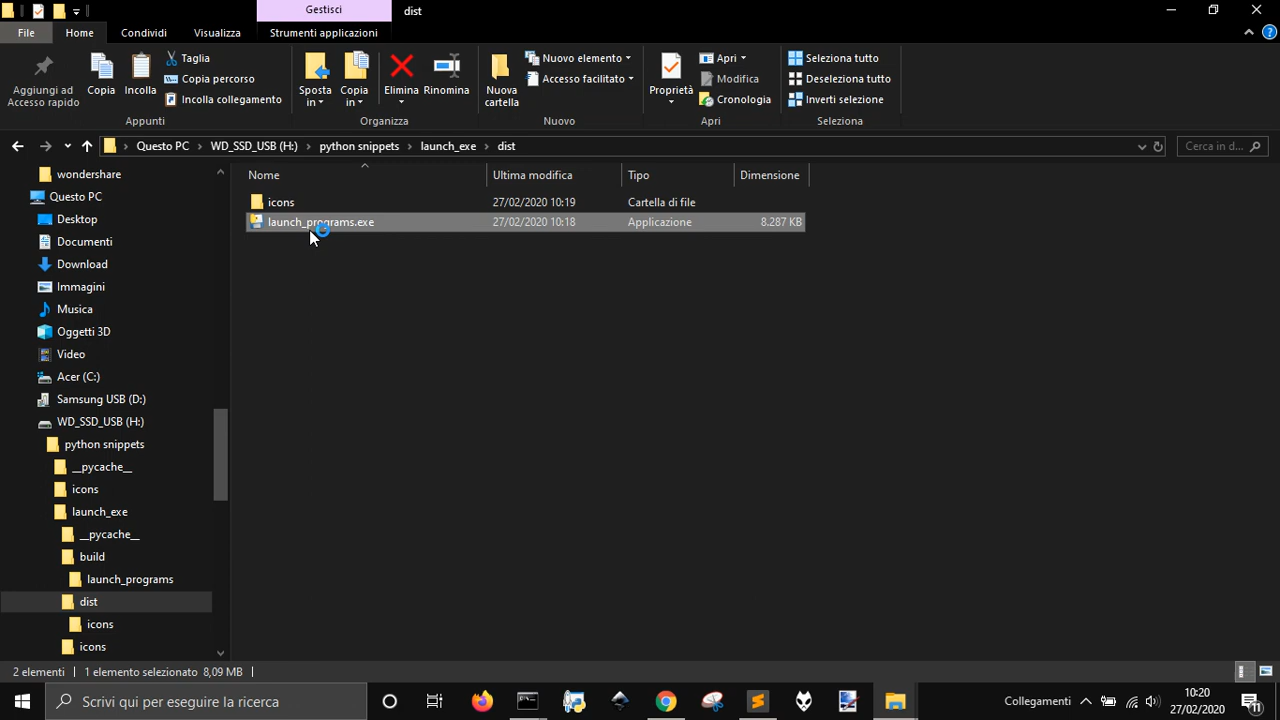 Gestisci dist
File Home Condividi Visualizza Strumenti applicazioni
Aggiungi ad Accesso rapido
Copia
Incolla
Taglia
Copia percorso
Incolla collegamento
Appunti
Sposta in
Copia in
Elimina
Rinomina
Organizza
Nuova cartella
Nuovo elemento
Accesso facilitato
Nuovo
Proprietà
Apri
Modifica
Cronologia
Apri
Seleziona tutto
Deseleziona tutto
Inverti selezione
Seleziona
Questo PC > WD_SSD_USB (H:) > python snippets > launch_exe > dist
Cerca in d...
wondershare
Questo PC
Desktop
Documenti
Download
Immagini
Musica
Oggetti 3D
Video
Acer (C:)
Samsung USB (D:)
WD_SSD_USB (H:)
python snippets
__pycache__
icons
launch_exe
__pycache__
build
launch_programs
dist
icons
icons
Nome Ultima modifica Tipo Dimensione
icons 27/02/2020 10:19 Cartella di file
launch_programs.exe 27/02/2020 10:18 Applicazione 8.287 KB
2 elementi 1 elemento selezionato 8,09 MB
Scrivi qui per eseguire la ricerca
Collegamenti
10:20
27/02/2020
11